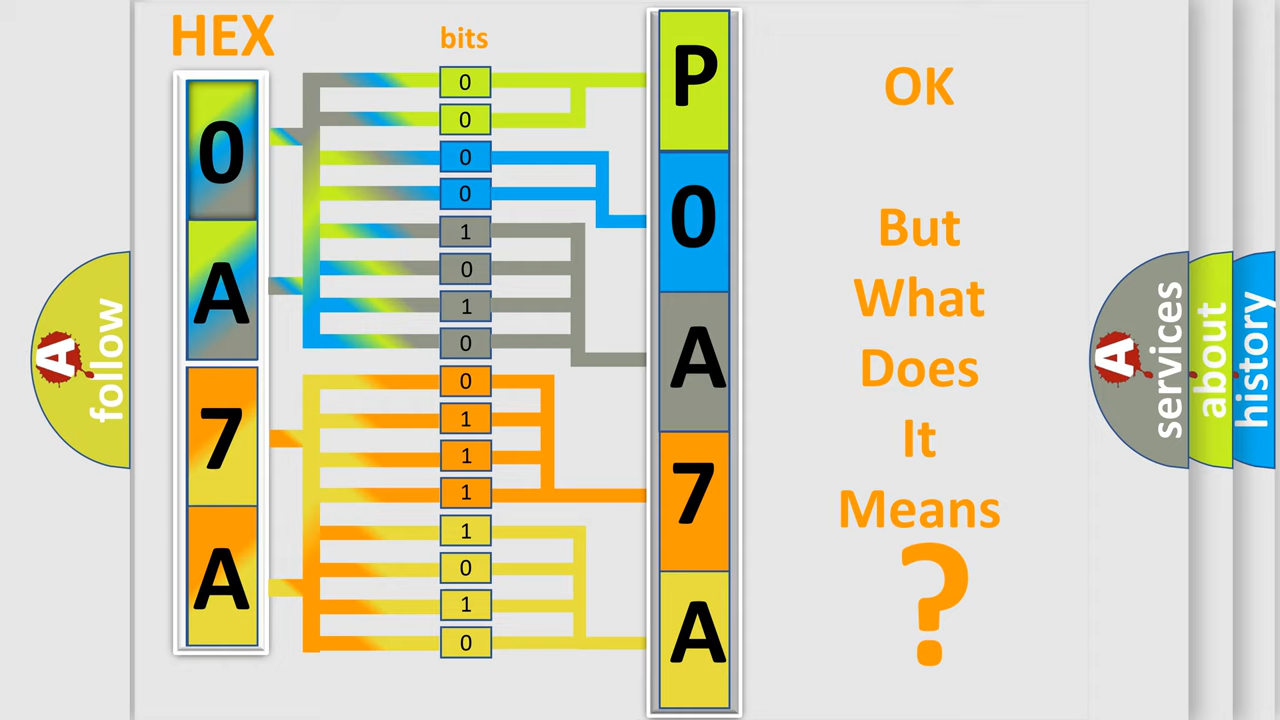 HEX
bits
0
A
7
A
0
0
0
0
1
0
1
0
0
1
1
1
1
0
1
0
P
0
A
7
A
OK
But
What
Does
It
Means
?
A
follow
A
services
about
history